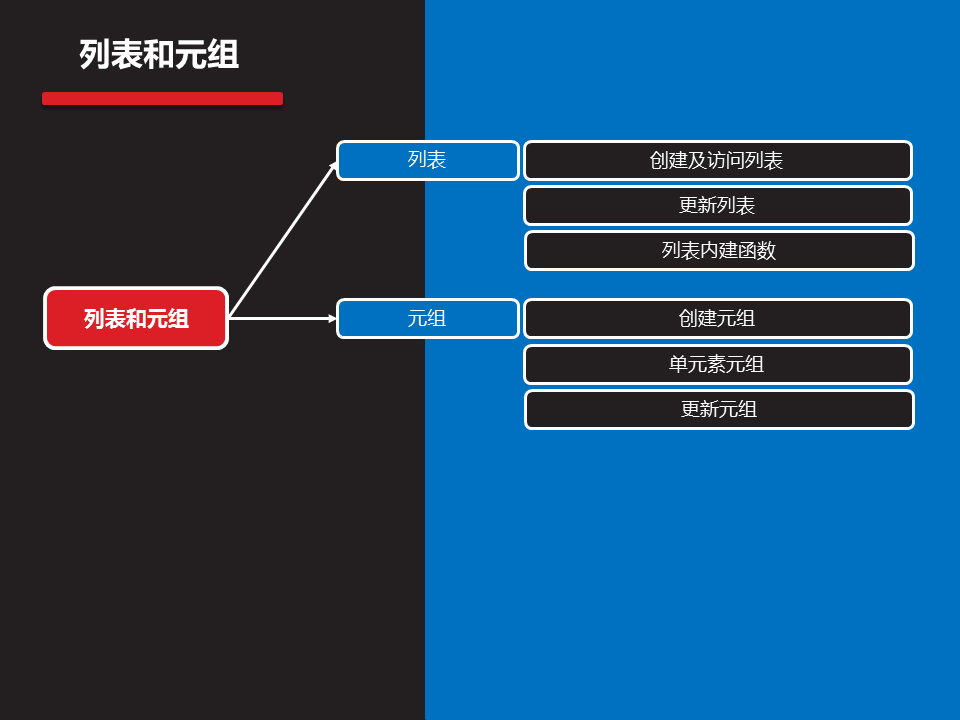 列表和元组
列表
创建及访问列表
更新列表
列表内建函数
列表和元组
元组
创建元组
单元素元组
更新元组